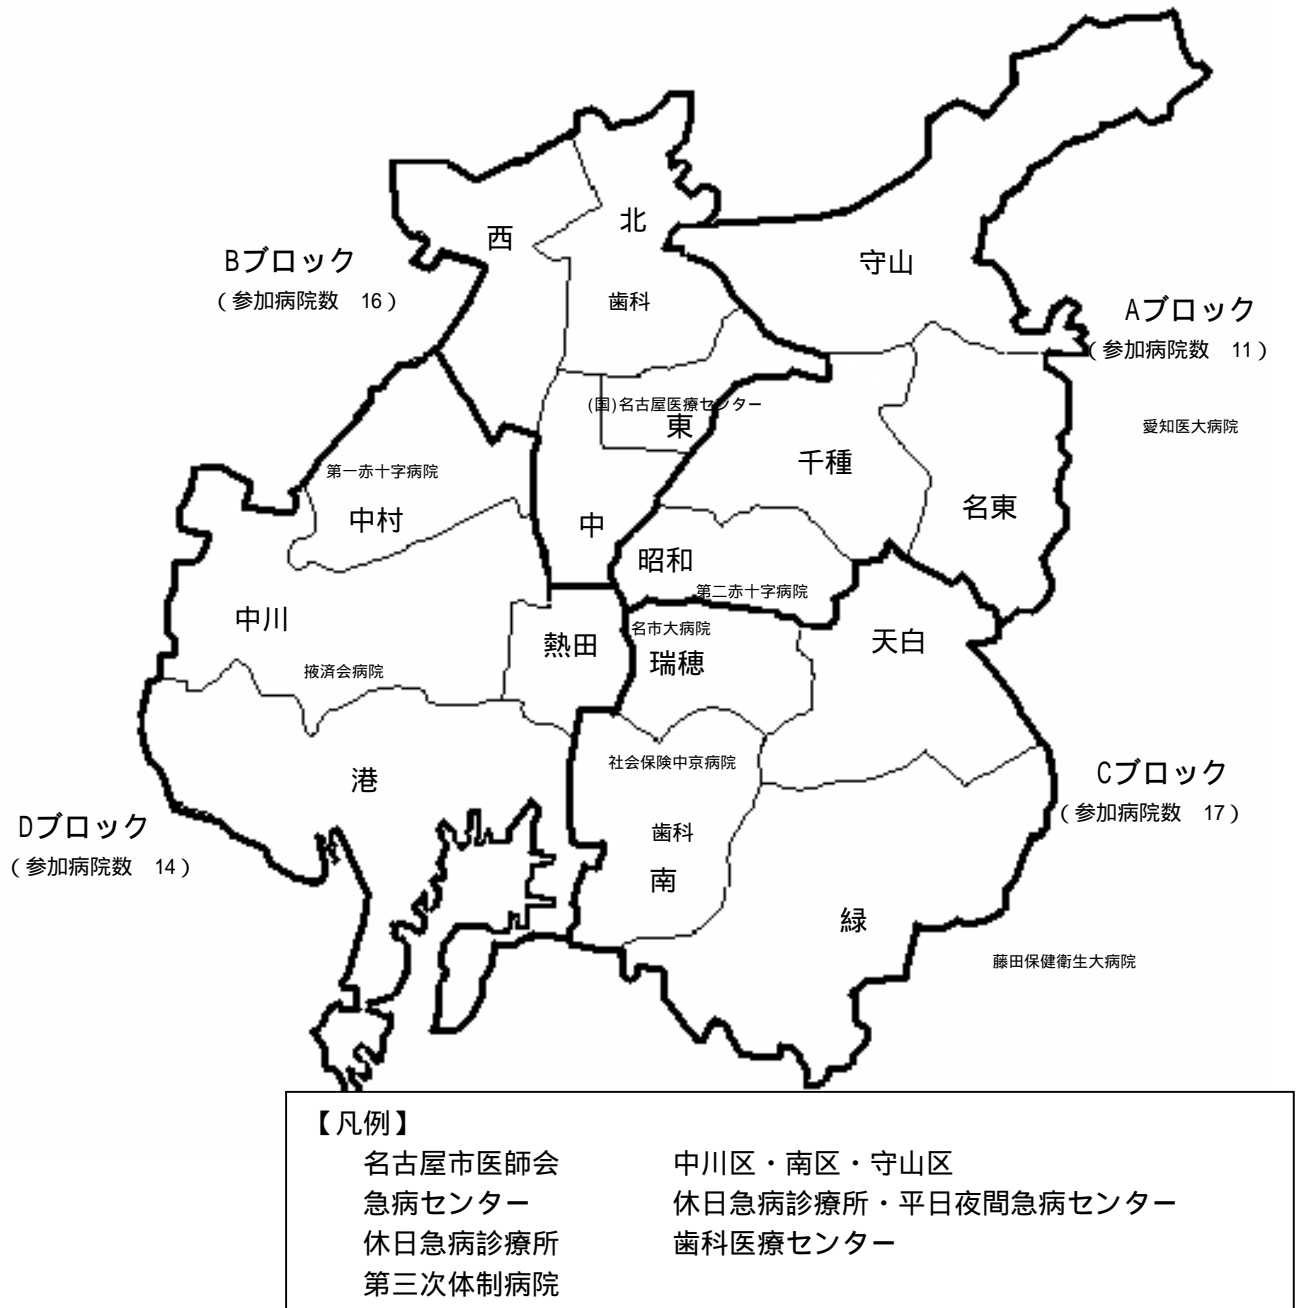 北
西
守山
Bブロック
(参加病院数 16)
歯科
Aブロック
(参加病院数 11)
(国)名古屋医療センター
東
愛知医大病院
千種
第一赤十字病院
名東
中村
中
昭和
第二赤十字病院
中川
名市大病院
熱田
天白
瑞穂
掖済会病院
社会保険中京病院
港
Cブロック
(参加病院数 17)
Dブロック
(参加病院数 14)
歯科
南
緑
藤田保健衛生大病院
【凡例】
名古屋市医師会 中川区・南区・守山区
急病センター 休日急病診療所・平日夜間急病センター
休日急病診療所 歯科医療センター
第三次体制病院